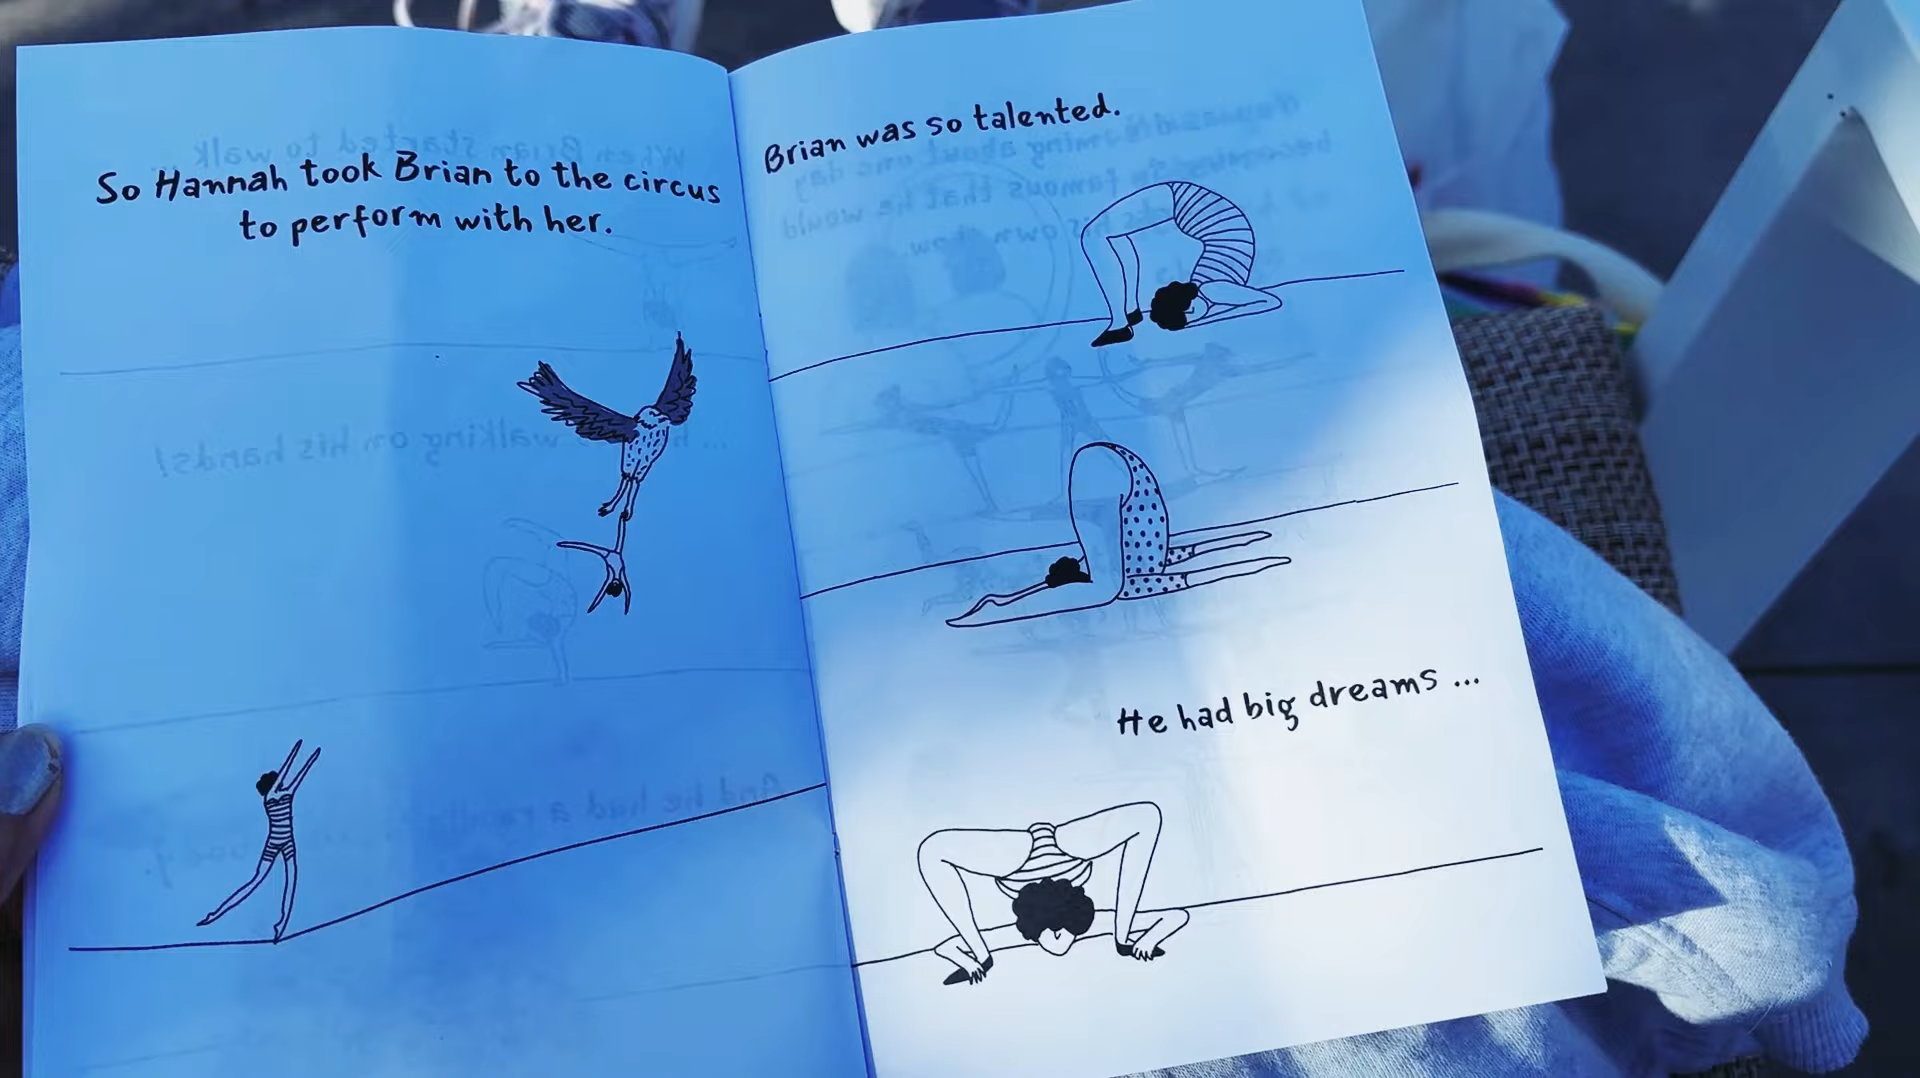 So Hannah took Brian to the circus
to perform with her.
Brian was so talented.
He had big dreams ...